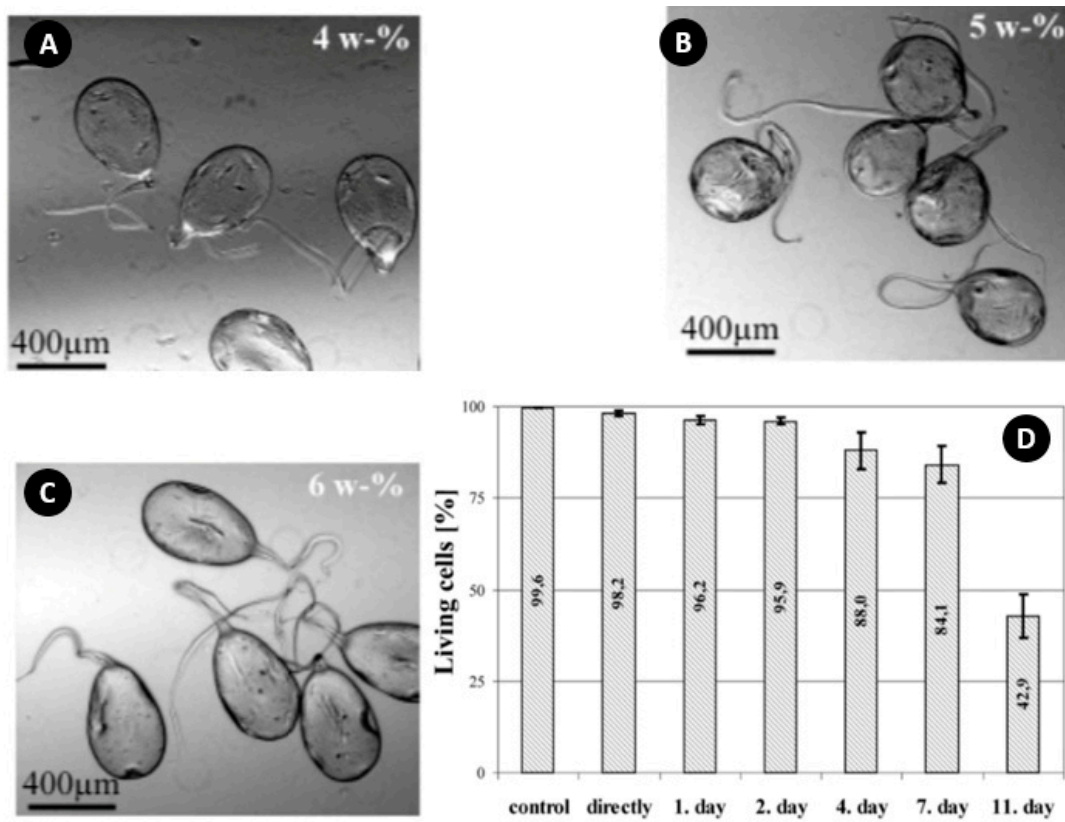 A
4 w-%
400µm
B
5 w-%
400µm
C
6 w-%
400µm
D
Living cells [%]
100
75
50
25
0
99,6
98,2
96,2
95,9
88,0
84,1
42,9
control directly 1. day 2. day 4. day 7. day 11. day